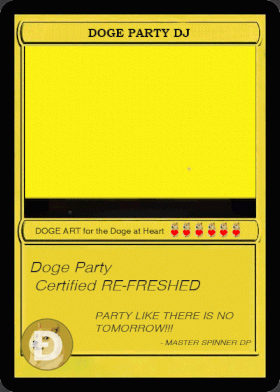 DOGE PARTY DJ
DOGE ART for the Doge at Heart
Doge Party
Certified RE-FRESHED
PARTY LIKE THERE IS NO
TOMORROW!!!
- MASTER SPINNER DP
Ð